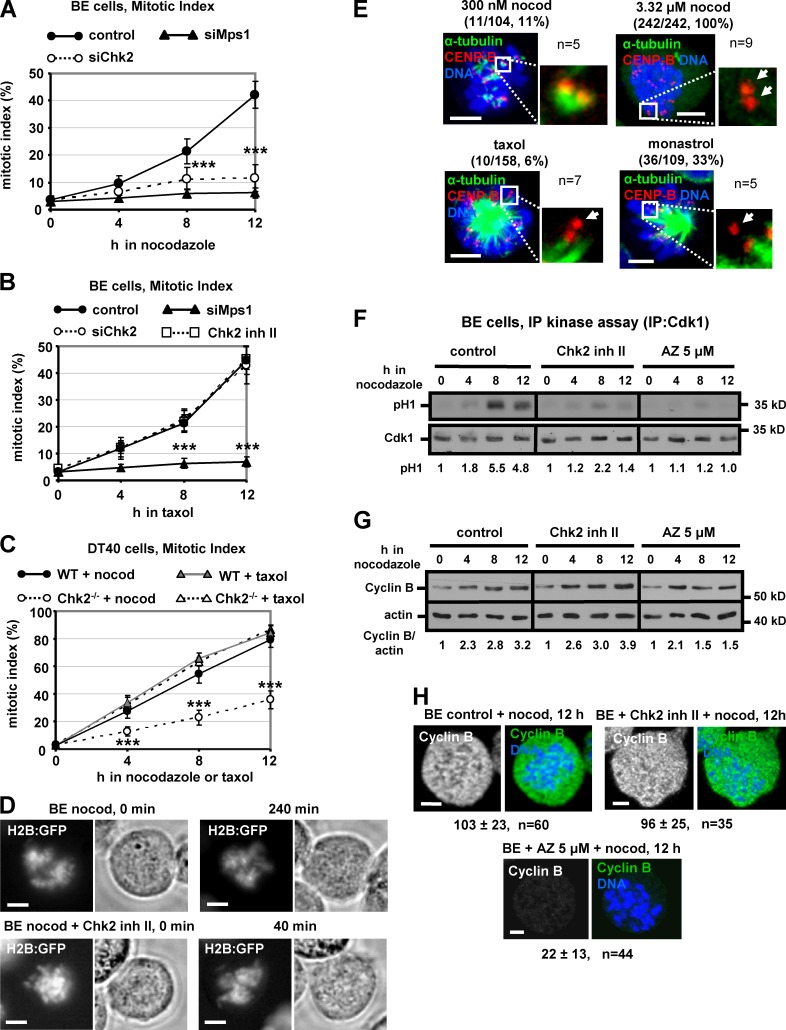 A
BE cells, Mitotic Index
control
siMps1
siChk2
mitotic index (%)
50
40
30
20
10
0
***
***
0 4 8 12
h in nocodazole
B
BE cells, Mitotic Index
control
siMps1
siChk2
Chk2 inh II
mitotic index (%)
50
40
30
20
10
0
***
***
0 4 8 12
h in taxol
C
DT40 cells, Mitotic Index
WT + nocod
WT + taxol
Chk2-/- + nocod
Chk2-/- + taxol
mitotic index (%)
100
80
60
40
20
0
***
***
***
0 4 8 12
h in nocodazole or taxol
D
BE nocod, 0 min
240 min
H2B:GFP
H2B:GFP
BE nocod + Chk2 inh II, 0 min
40 min
H2B:GFP
H2B:GFP
E
300 nM nocod
(11/104, 11%)
α-tubulin
CENP-B
DNA
n=5
3.32 µM nocod
(242/242, 100%)
α-tubulin
CENP-B DNA
n=9
taxol
(10/158, 6%)
α-tubulin
CENP-B
DNA
n=7
monastrol
(36/109, 33%)
α-tubulin
CENP-B DNA
n=5
F
BE cells, IP kinase assay (IP:Cdk1)
control
Chk2 inh II
AZ 5 µM
h in
nocodazole
0 4 8 12 0 4 8 12 0 4 8 12
pH1
35 kD
Cdk1
35 kD
pH1 1 1.8 5.5 4.8 1 1.2 2.2 1.4 1 1.1 1.2 1.0
G
control
Chk2 inh II
AZ 5 µM
h in
nocodazole
0 4 8 12 0 4 8 12 0 4 8 12
Cyclin B
50 kD
actin
40 kD
Cyclin B/
actin
1 2.3 2.8 3.2 1 2.6 3.0 3.9 1 2.1 1.5 1.5
H
BE control + nocod, 12 h
Cyclin B
Cyclin B
DNA
103 ± 23, n=60
BE + Chk2 inh II + nocod, 12h
Cyclin B
Cyclin B
DNA
96 ± 25, n=35
BE + AZ 5 µM + nocod, 12 h
Cyclin B
Cyclin B
DNA
22 ± 13, n=44